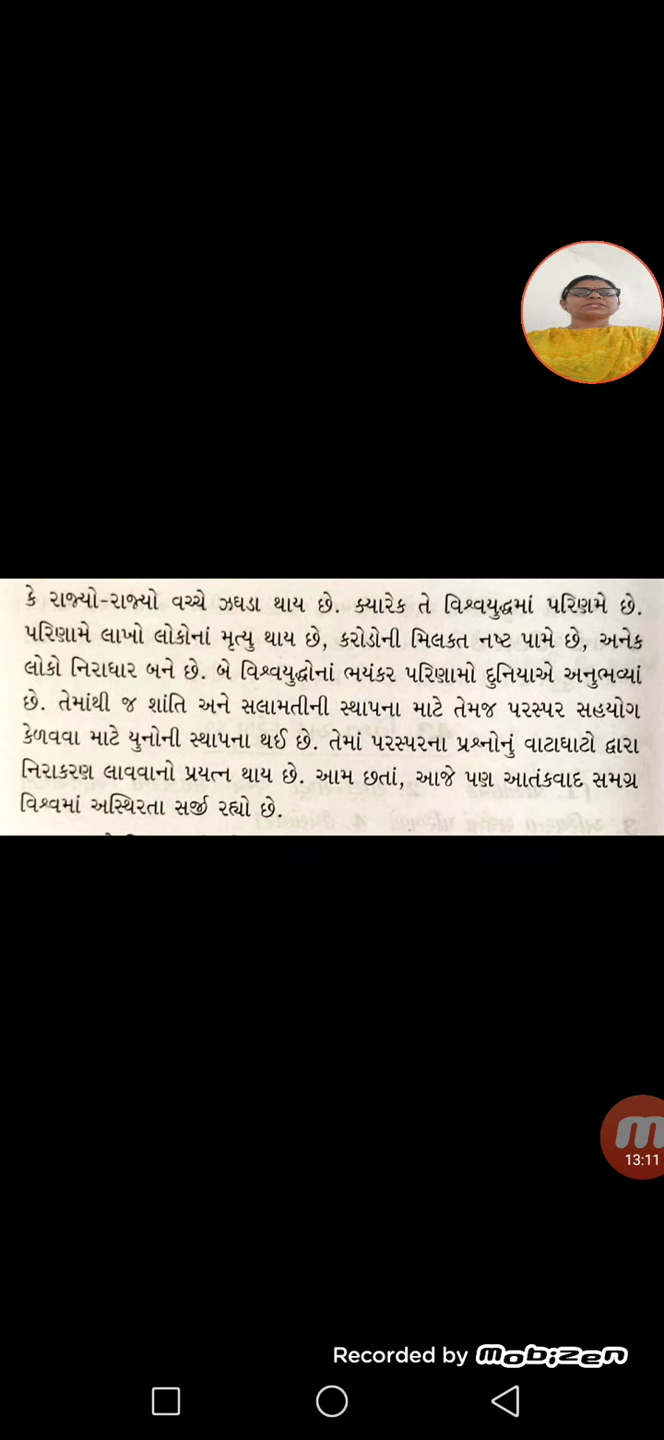 કે રાજ્યો-રાજ્યો વચ્ચે ઝઘડા થાય છે. ક્યારેક તે વિશ્વયુદ્ધમાં પરિણમે છે.
પરિણામે લાખો લોકોનાં મૃત્યુ થાય છે, કરોડોની મિલકત નષ્ટ પામે છે, અનેક
લોકો નિરાધાર બને છે. બે વિશ્વયુદ્ધોનાં ભયંકર પરિણામો દુનિયાએ અનુભવ્યાં
છે. તેમાંથી જ શાંતિ અને સલામતીની સ્થાપના માટે તેમજ પરસ્પર સહયોગ
કેળવવા માટે યુનોની સ્થાપના થઈ છે. તેમાં પરસ્પરના પ્રશ્નોનું વાટાઘાટો દ્વારા
નિરાકરણ લાવવાનો પ્રયત્ન થાય છે. આમ છતાં, આજે પણ આતંકવાદ સમગ્ર
વિશ્વમાં અસ્થિરતા સર્જી રહ્યો છે.
13:11
Recorded by mobizen